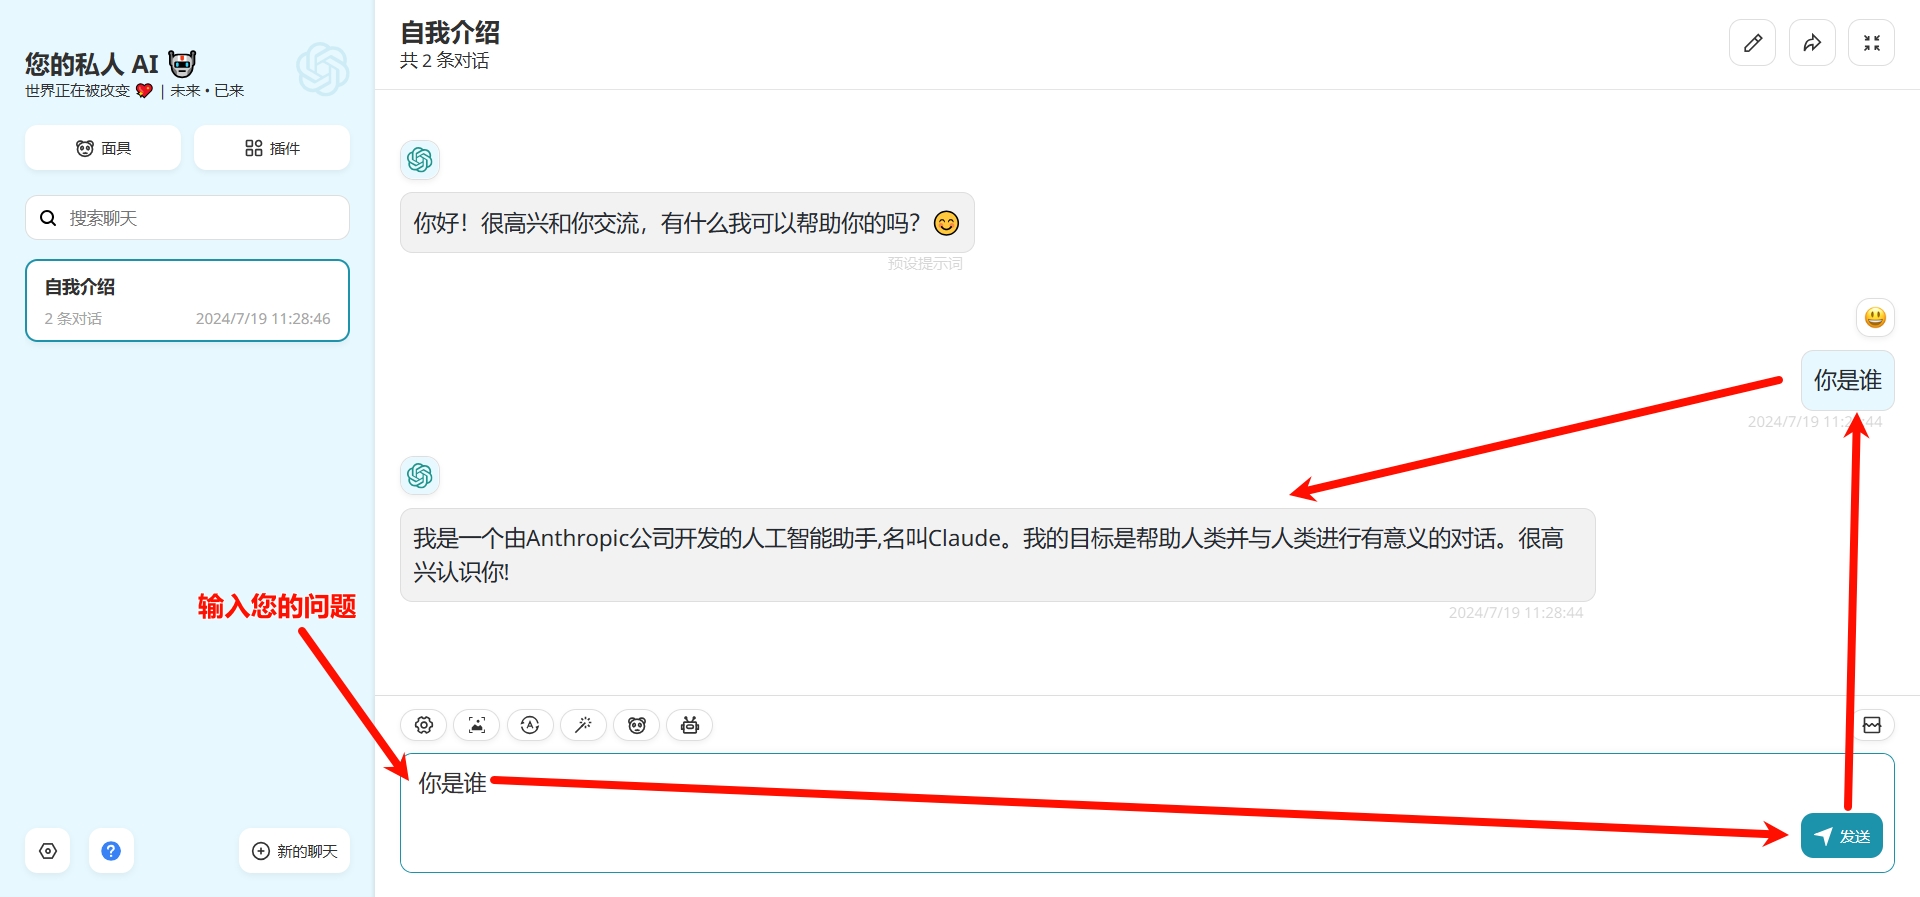 您的私人 AI
世界正在被改变 | 未来 • 已来
面具
插件
搜索聊天
自我介绍
2 条对话
2024/7/19 11:28:46
新的聊天
自我介绍
共 2 条对话
你好！很高兴和你交流，有什么我可以帮助你的吗？
预设提示词
你是谁
2024/7/19 11:2 :44
我是一个由Anthropic公司开发的人工智能助手,名叫Claude。我的目标是帮助人类并与人类进行有意义的对话。很高
兴认识你!
2024/7/19 11:28:44
输入您的问题
你是谁
发送